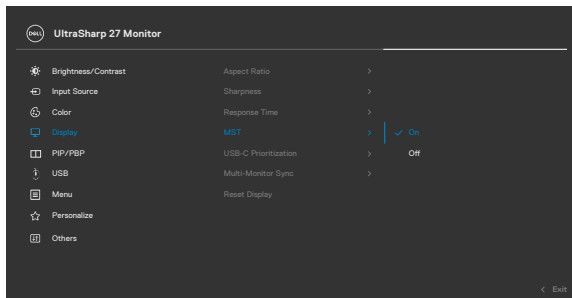 DELL UltraSharp 27 Monitor
Brightness/Contrast Aspect Ratio
Input Source Sharpness
Color Response Time
Display MST On
PIP/PBP USB-C Prioritization Off
USB Multi-Monitor Sync
Menu Reset Display
Personalize
Others
Exit